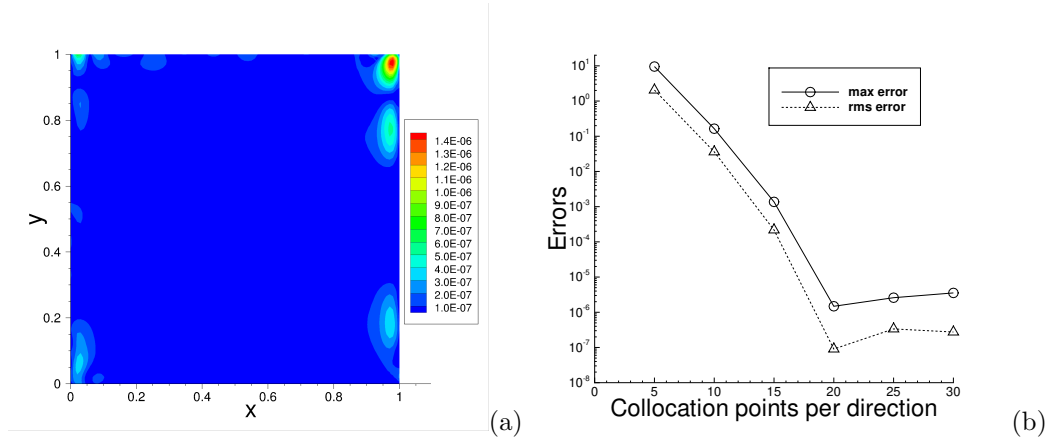 1
0.8
0.6
0.4
0.2
0
y
0
0.2
0.4
0.6
0.8
1
x
1.4E-06
1.3E-06
1.2E-06
1.1E-06
1.0E-06
9.0E-07
8.0E-07
7.0E-07
6.0E-07
5.0E-07
4.0E-07
3.0E-07
2.0E-07
1.0E-07
(a)
10^1
10^0
10^-1
10^-2
10^-3
10^-4
10^-5
10^-6
10^-7
10^-8
Errors
max error
rms error
0
5
10
15
20
25
30
Collocation points per direction
(b)